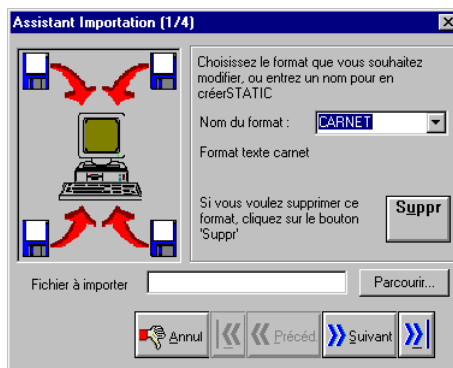 Assistant Importation (1/4)
Choisissez le format que vous souhaitez
modifier, ou entrez un nom pour en
créerSTATIC
Nom du format :
CARNET
Format texte carnet
Si vous voulez supprimer ce
format, cliquez sur le bouton
'Suppr'
Suppr
Fichier à importer
Parcourir...
Annul
Précéd.
Suivant